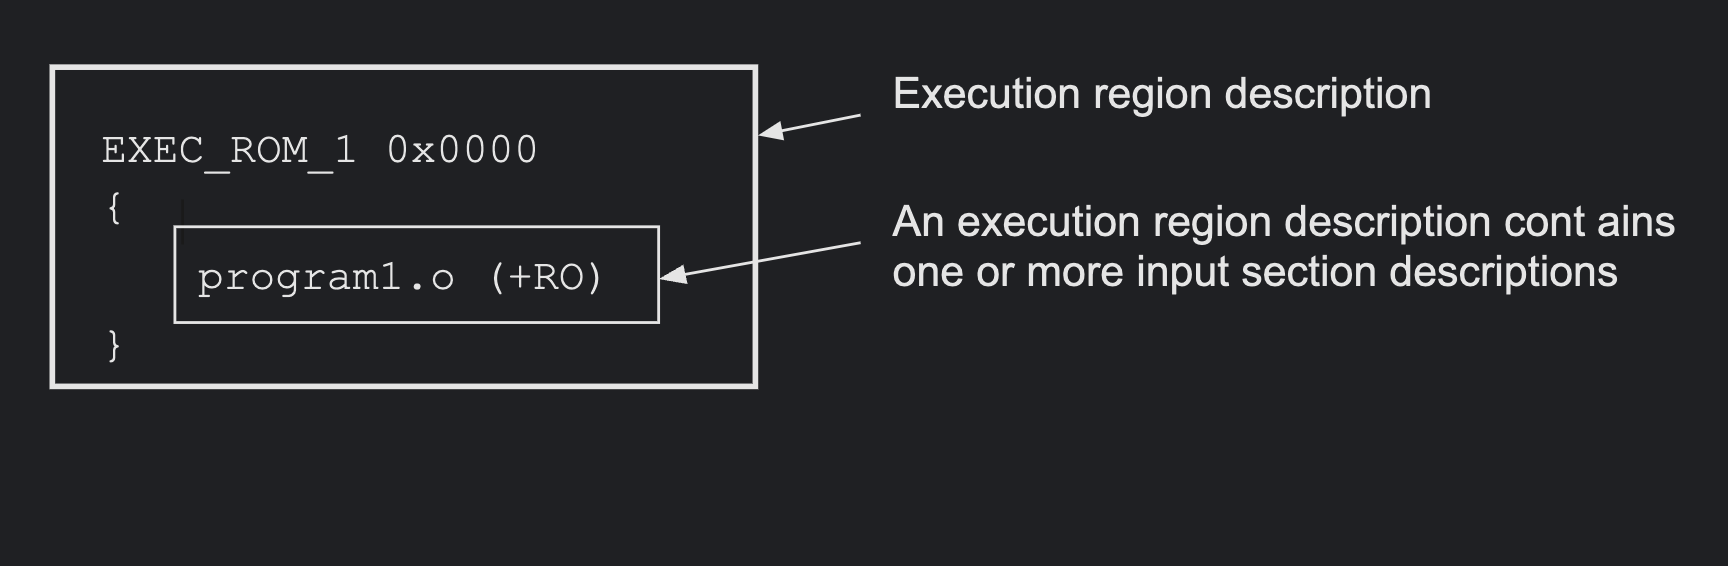 Execution region description
EXEC_ROM_1 0x0000
{
An execution region description cont ains
one or more input section descriptions
program1.o (+RO)
}